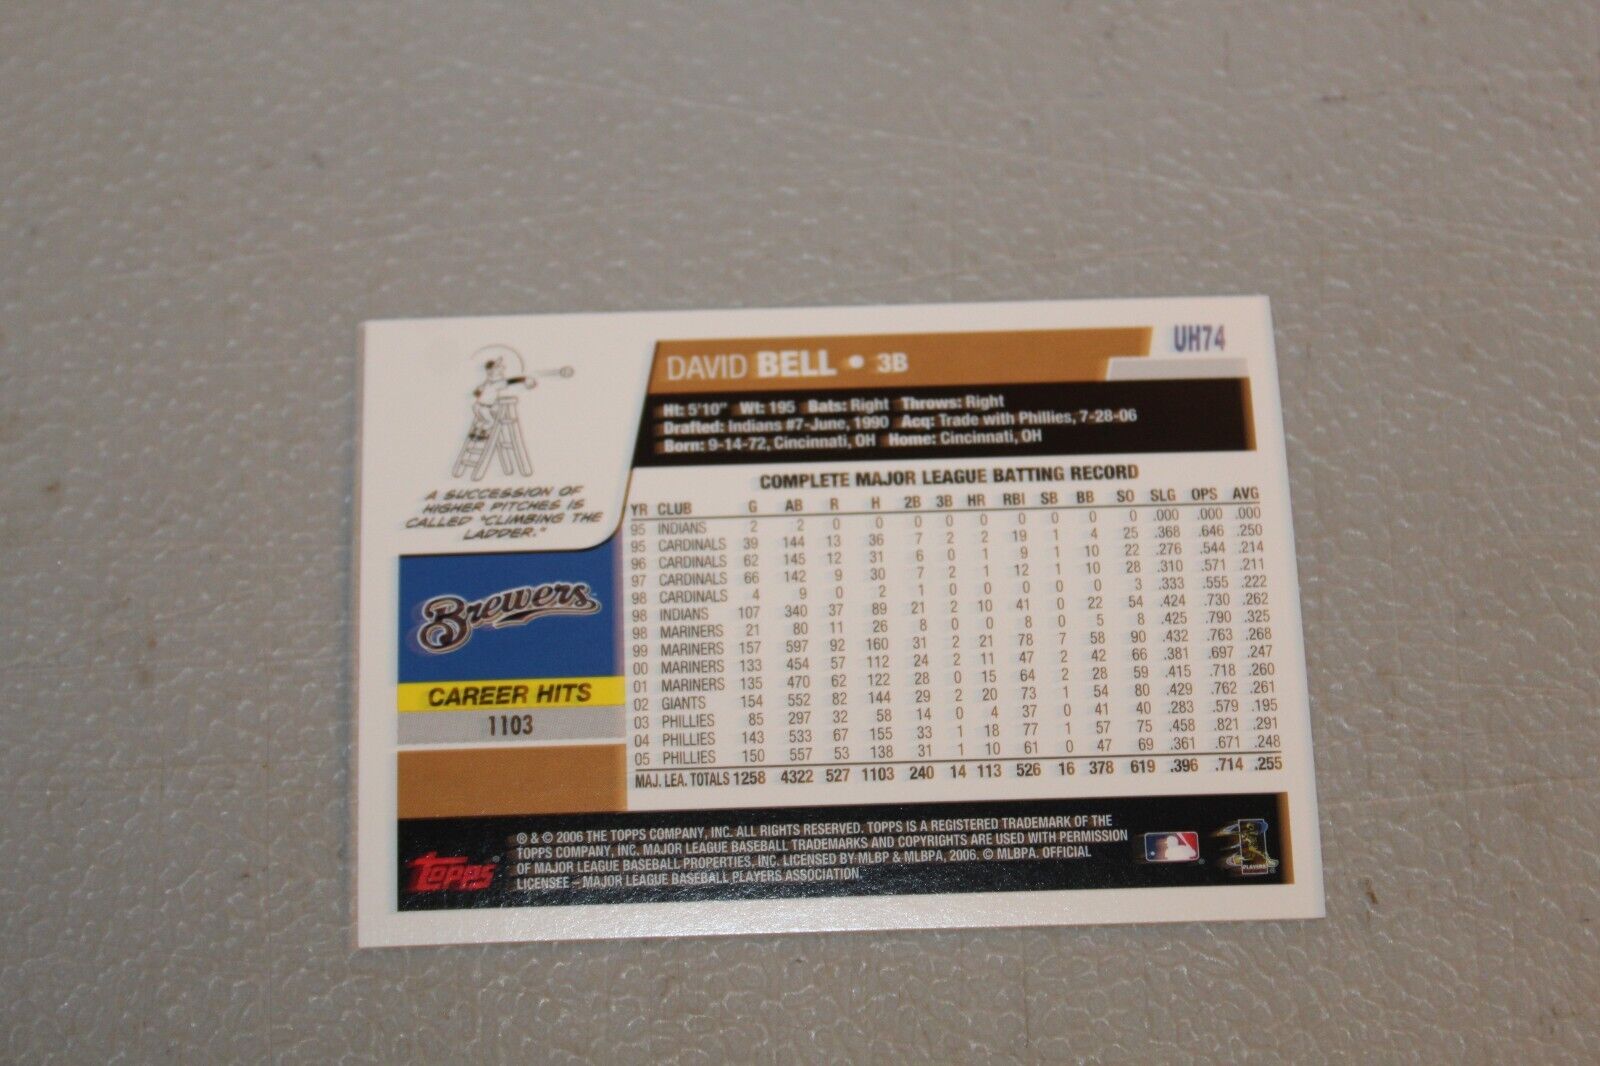 UH74
DAVID BELL • 3B
Ht: 5'10" Wt: 195 Bats: Right Throws: Right
Drafted: Indians #7-June, 1990 Acq: Trade with Phillies, 7-28-06
Born: 9-14-72, Cincinnati, OH Home: Cincinnati, OH
A SUCCESSION OF
HIGHER PITCHES IS
CALLED "CLIMBING THE
LADDER."
Brewers
CAREER HITS
1103
COMPLETE MAJOR LEAGUE BATTING RECORD
YR CLUB G AB R H 2B 3B HR RBI SB BB SO SLG OPS AVG
95 INDIANS 2 2 0 0 0 0 0 0 0 0 0 .000 .000 .000
95 CARDINALS 39 144 13 36 7 2 2 19 1 4 25 .368 .646 .250
96 CARDINALS 62 145 12 31 6 0 1 9 1 10 22 .276 .544 .214
97 CARDINALS 66 142 9 30 7 2 1 12 1 10 28 .310 .571 .211
98 CARDINALS 4 9 0 2 1 0 0 0 0 0 3 .333 .555 .222
98 INDIANS 107 340 37 89 21 2 10 41 0 22 54 .424 .730 .262
98 MARINERS 21 80 11 26 8 0 0 8 0 5 8 .425 .790 .325
99 MARINERS 157 597 92 160 31 2 21 78 7 58 90 .432 .763 .268
00 MARINERS 133 454 57 112 24 2 11 47 2 42 66 .381 .697 .247
01 MARINERS 135 470 62 122 28 0 15 64 2 28 59 .415 .718 .260
02 GIANTS 154 552 82 144 29 2 20 73 1 54 80 .429 .762 .261
03 PHILLIES 85 297 32 58 14 0 4 37 0 41 40 .283 .579 .195
04 PHILLIES 143 533 67 155 33 1 18 77 1 57 75 .458 .821 .291
05 PHILLIES 150 557 53 138 31 1 10 61 0 47 69 .361 .671 .248
MAJ. LEA. TOTALS 1258 4322 527 1103 240 14 113 526 16 378 619 .396 .714 .255
topps
® & © 2006 THE TOPPS COMPANY, INC. ALL RIGHTS RESERVED. TOPPS IS A REGISTERED TRADEMARK OF THE
TOPPS COMPANY, INC. MAJOR LEAGUE BASEBALL TRADEMARKS AND COPYRIGHTS ARE USED WITH PERMISSION
OF MAJOR LEAGUE BASEBALL PROPERTIES, INC. LICENSED BY MLBP & MLBPA, 2006. © MLBPA. OFFICIAL
LICENSEE – MAJOR LEAGUE BASEBALL PLAYERS ASSOCIATION.
PLAYERS